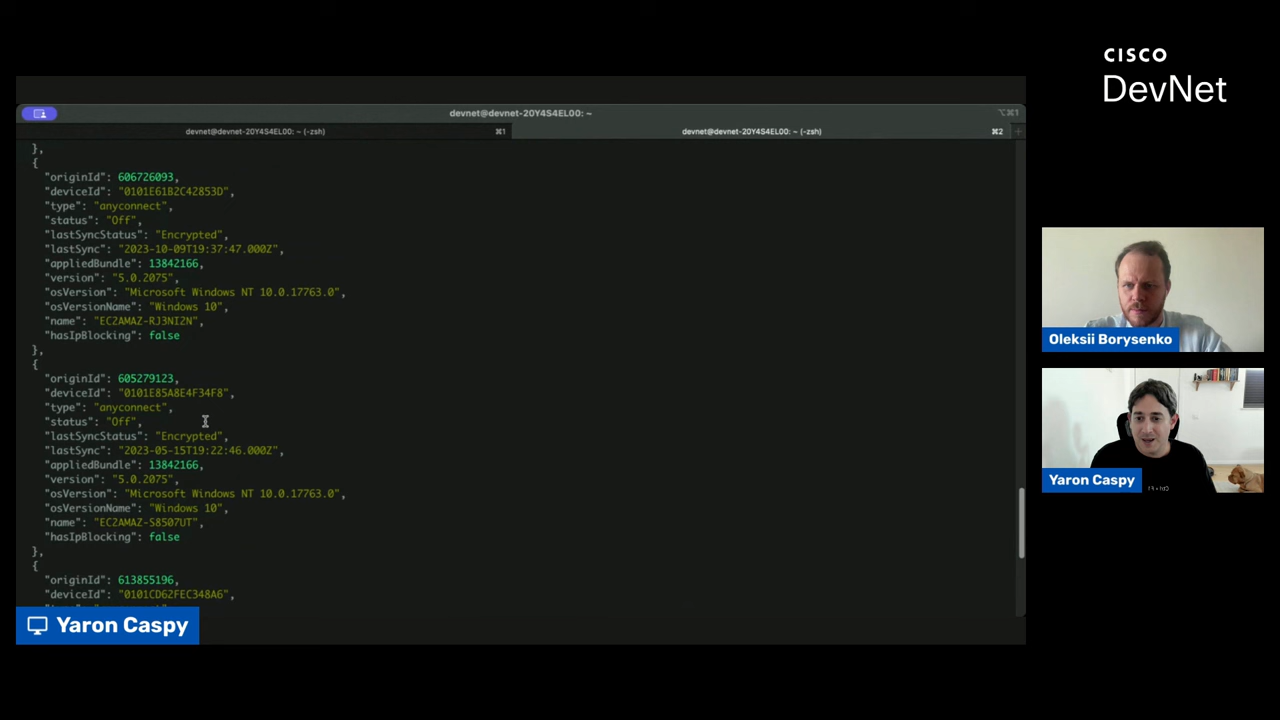 CISCO
DevNet
devnet@devnet-20Y4S4EL00: ~
⌥⌘1
devnet@devnet-20Y4S4EL00: ~ (-zsh)
⌘1
devnet@devnet-20Y4S4EL00: ~ (-zsh)
⌘2
+
},
{
"originId": 606726093,
"deviceId": "0101E61B2C42853D",
"type": "anyconnect",
"status": "Off",
"lastSyncStatus": "Encrypted",
"lastSync": "2023-10-09T19:37:47.000Z",
"appliedBundle": 13842166,
"version": "5.0.2075",
"osVersion": "Microsoft Windows NT 10.0.17763.0",
"osVersionName": "Windows 10",
"name": "EC2AMAZ-RJ3NI2N",
"hasIpBlocking": false
},
{
"originId": 605279123,
"deviceId": "0101E85A8E4F34F8",
"type": "anyconnect",
"status": "Off",
"lastSyncStatus": "Encrypted",
"lastSync": "2023-05-15T19:22:46.000Z",
"appliedBundle": 13842166,
"version": "5.0.2075",
"osVersion": "Microsoft Windows NT 10.0.17763.0",
"osVersionName": "Windows 10",
"name": "EC2AMAZ-S8507UT",
"hasIpBlocking": false
},
{
"originId": 613855196,
"deviceId": "0101CD62FEC348A6",
Yaron Caspy
Oleksii Borysenko
Yaron Caspy